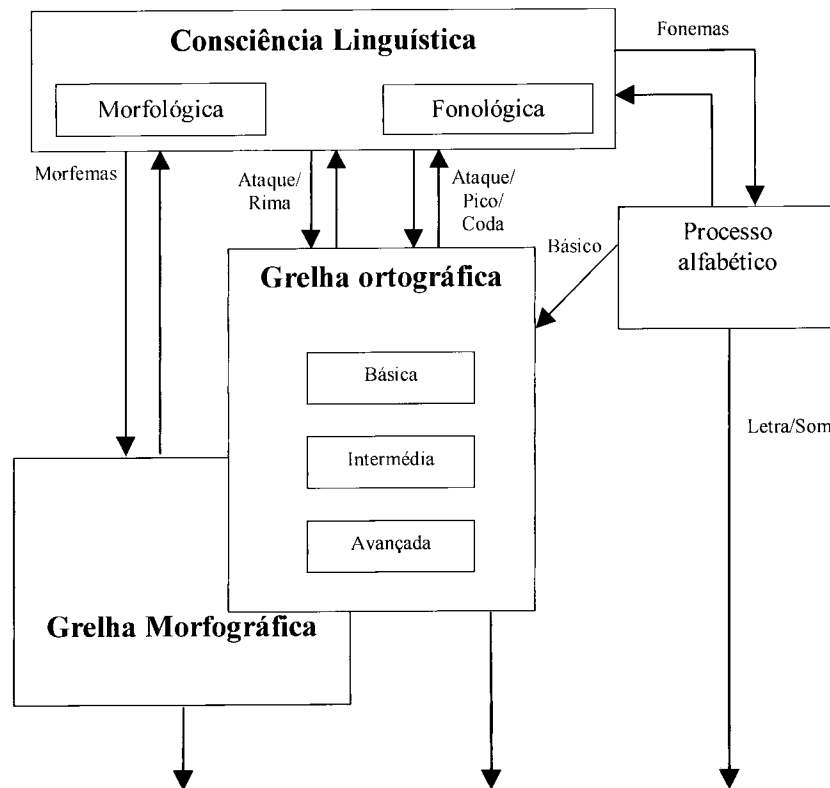 Consciência Linguística
Fonemas
Morfológica
Fonológica
Morfemas
Ataque/
Rima
Ataque/
Pico/
Coda
Processo
alfabético
Básico
Grelha ortográfica
Básica
Letra/Som
Intermédia
Avançada
Grelha Morfográfica